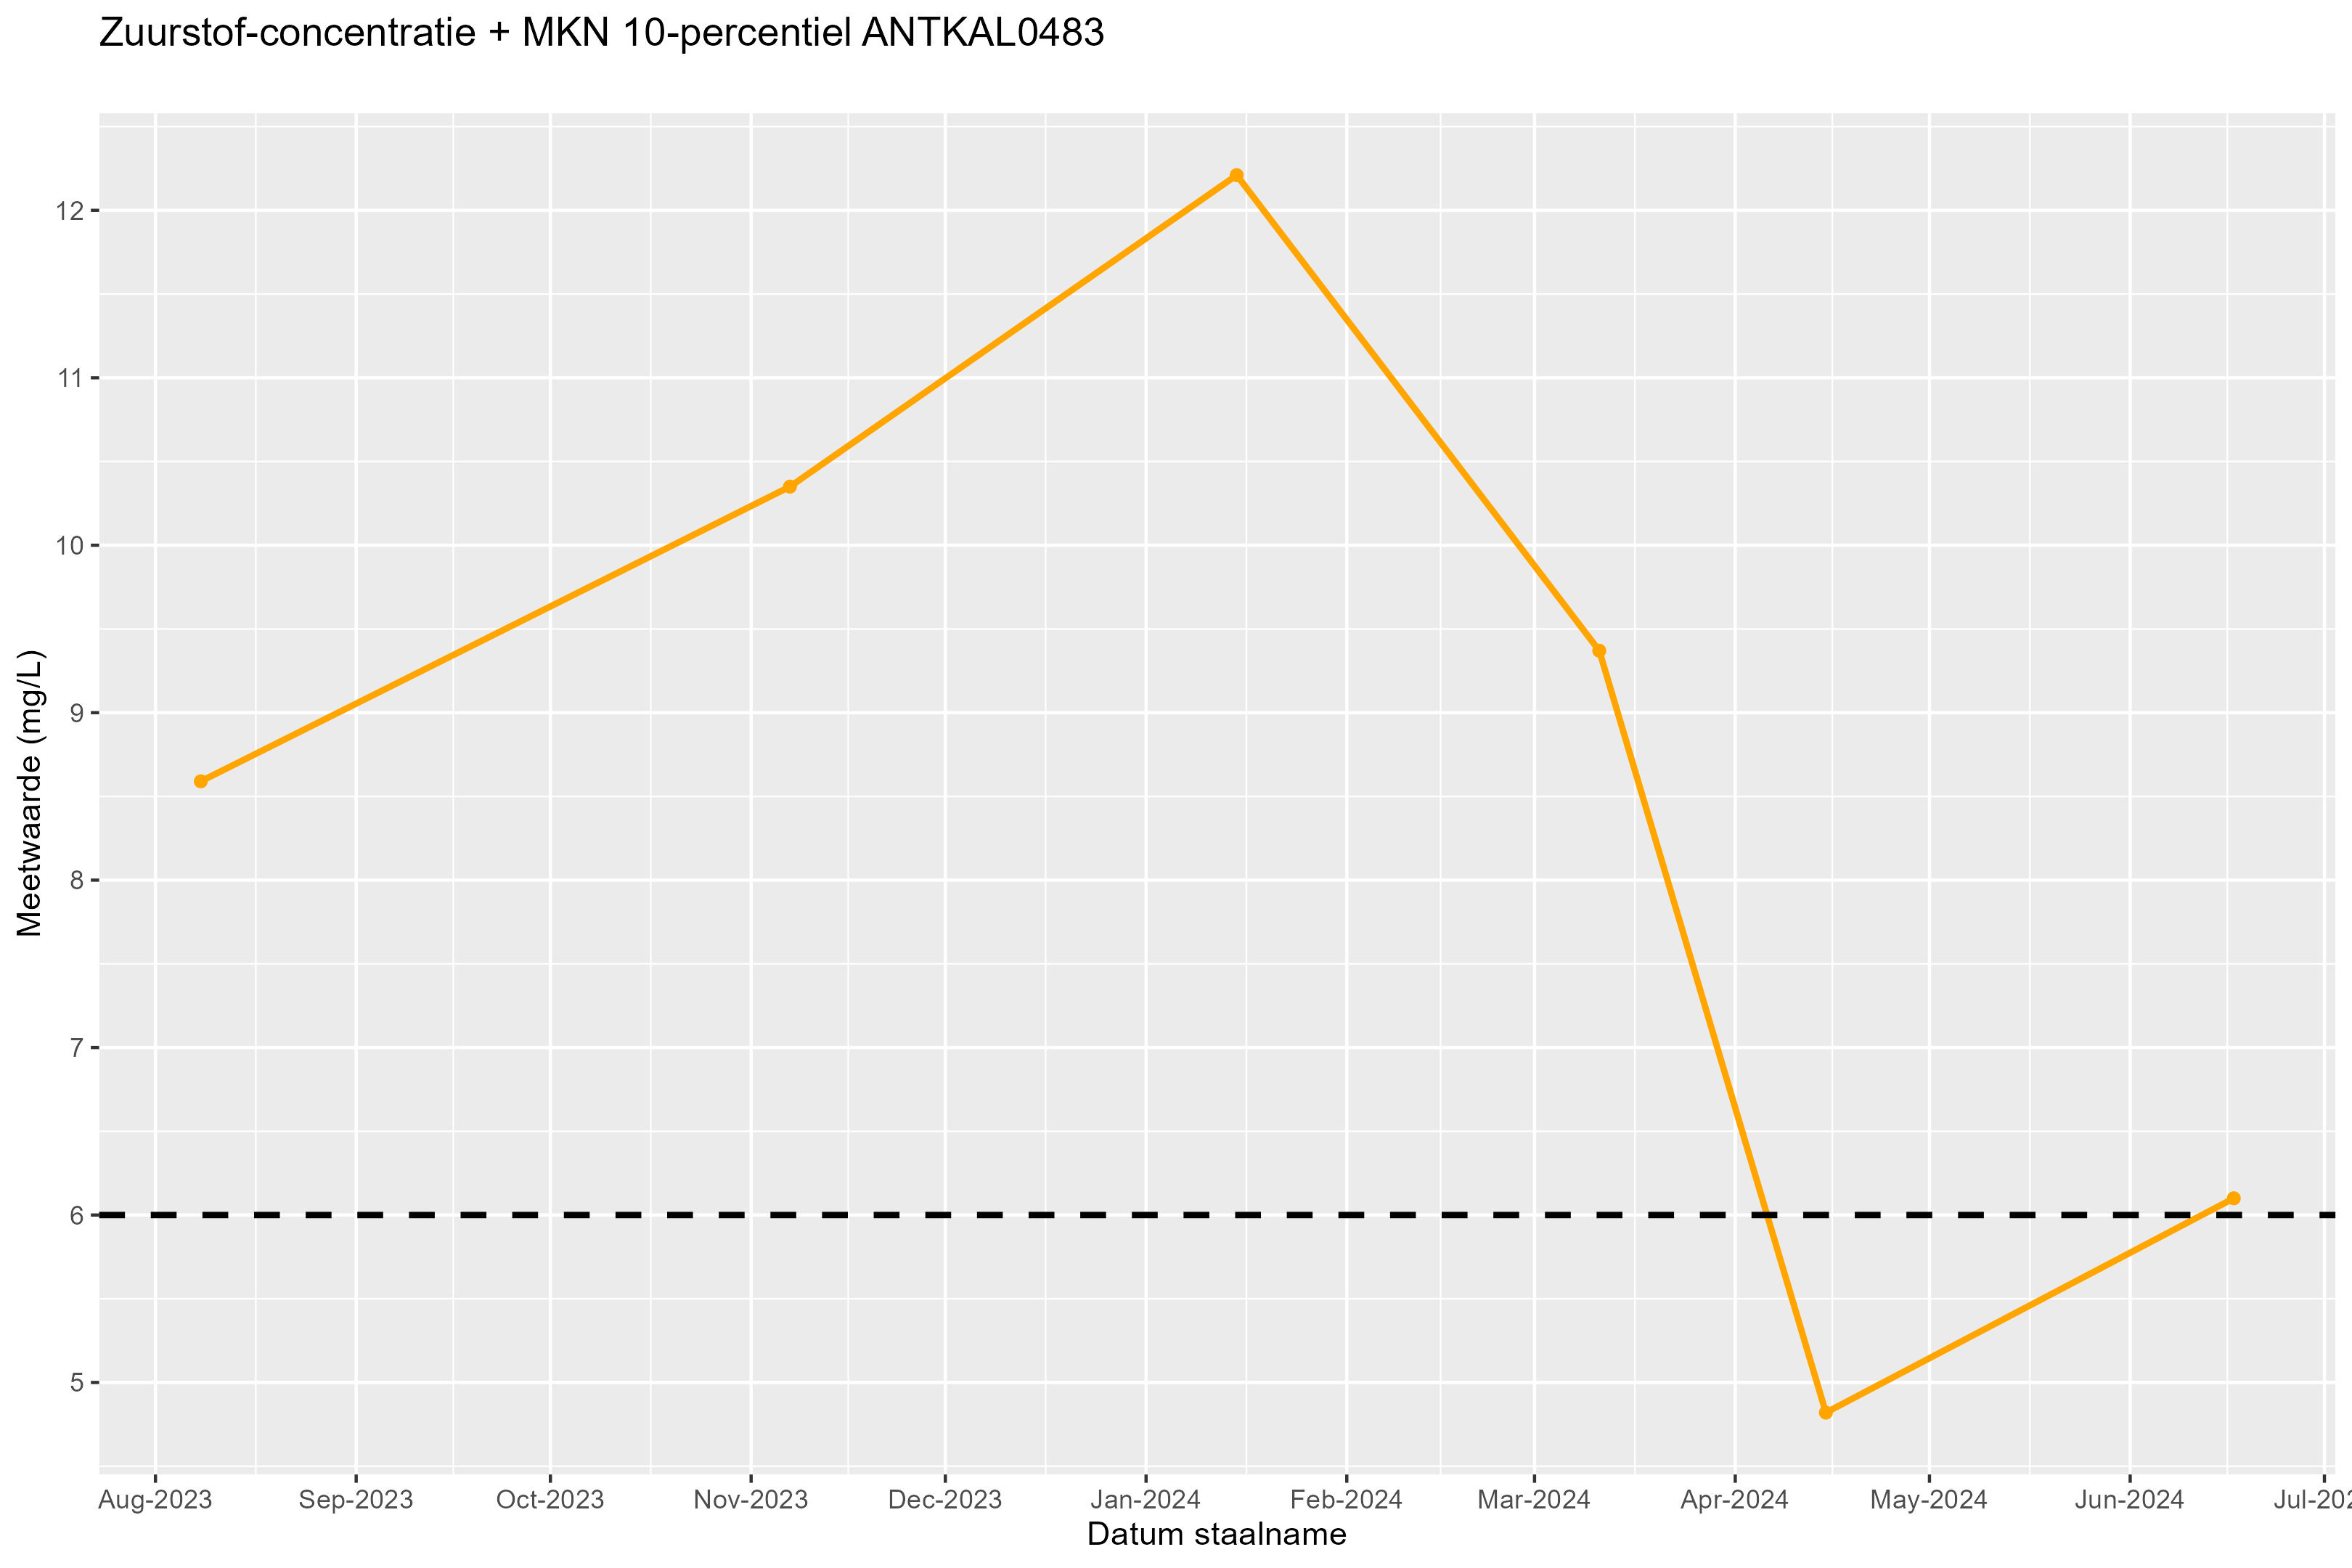 Zuurstof-concentratie + MKN 10-percentiel ANTKAL0483
Meetwaarde (mg/L)
12
11
10
9
8
7
6
5
Aug-2023 Sep-2023 Oct-2023 Nov-2023 Dec-2023 Jan-2024 Feb-2024 Mar-2024 Apr-2024 May-2024 Jun-2024 Jul-202
Datum staalname